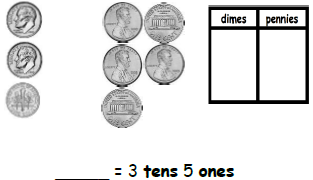 dimes pennies
______ = 3 tens 5 ones